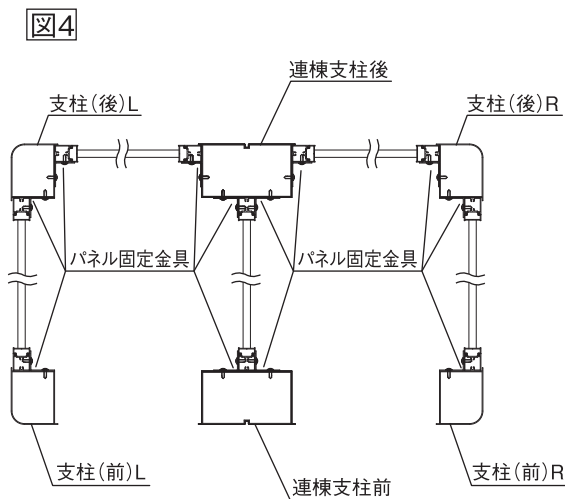 図4
連棟支柱後
支柱(後)L
支柱(後)R
パネル固定金具
パネル固定金具
支柱(前)L
連棟支柱前
支柱(前)R